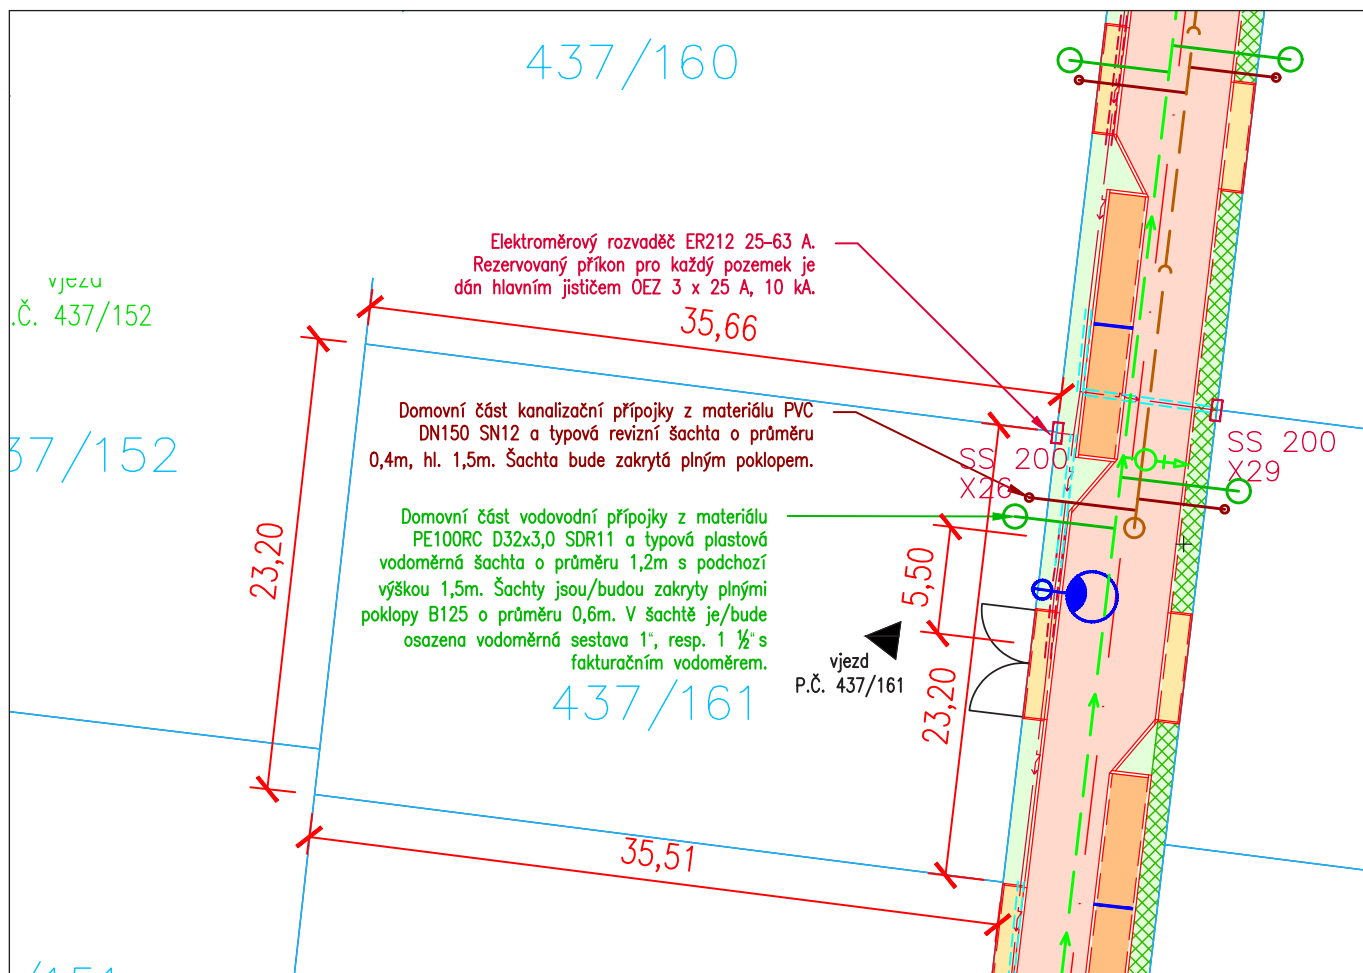 437/160
Elektroměrový rozvaděč ER212 25-63 A.
Rezervovaný příkon pro každý pozemek je
dán hlavním jističem OEZ 3 x 25 A, 10 kA.
vjezd
.Č. 437/152
35,66
Domovní část kanalizační přípojky z materiálu PVC
DN150 SN12 a typová revizní šachta o průměru
0,4m, hl. 1,5m. Šachta bude zakrytá plným poklopem.
37/152
SS 200
X26
SS 200
X29
Domovní část vodovodní přípojky z materiálu
PE100RC D32x3,0 SDR11 a typová plastová
vodoměrná šachta o průměru 1,2m s podchozí
výškou 1,5m. Šachty jsou/budou zakryty plnými
poklopy B125 o průměru 0,6m. V šachtě je/bude
osazena vodoměrná sestava 1", resp. 1 ½" s
fakturačním vodoměrem.
23,20
5,50
vjezd
P.Č. 437/161
437/161
23,20
35,51